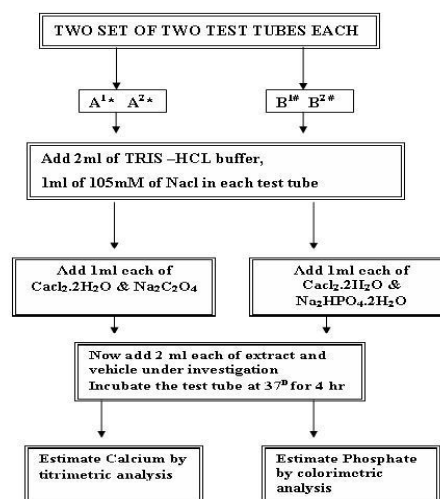 TWO SET OF TWO TEST TUBES EACH
A¹* A²*
B¹# B²#
Add 2ml of TRIS –HCL buffer,
1ml of 105mM of Nacl in each test tube
Add 1ml each of
Cacl₂.2H₂O & Na₂C₂O₄
Add 1ml each of
Cacl₂.2H₂O &
Na₂HPO₄.2H₂O
Now add 2 ml each of extract and
vehicle under investigation
Incubate the test tube at 37⁰ for 4 hr
Estimate Calcium by
titrimetric analysis
Estimate Phosphate
by colorimetric
analysis